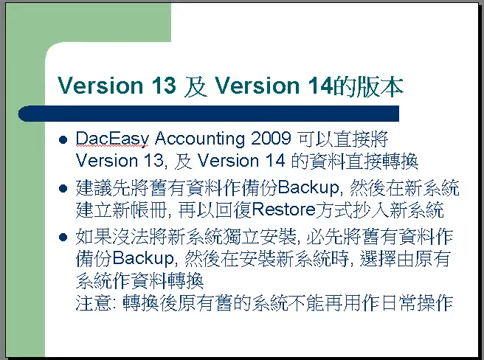 Version 13 及 Version 14的版本
DacEasy Accounting 2009 可以直接將
Version 13, 及 Version 14 的資料直接轉換
建議先將舊有資料作備份Backup, 然後在新系統
建立新帳冊, 再以回復Restore方式抄入新系統
如果沒法將新系統獨立安裝, 必先將舊有資料作
備份Backup, 然後在安裝新系統時, 選擇由原有
系統作資料轉換
注意: 轉換後原有舊的系統不能再用作日常操作